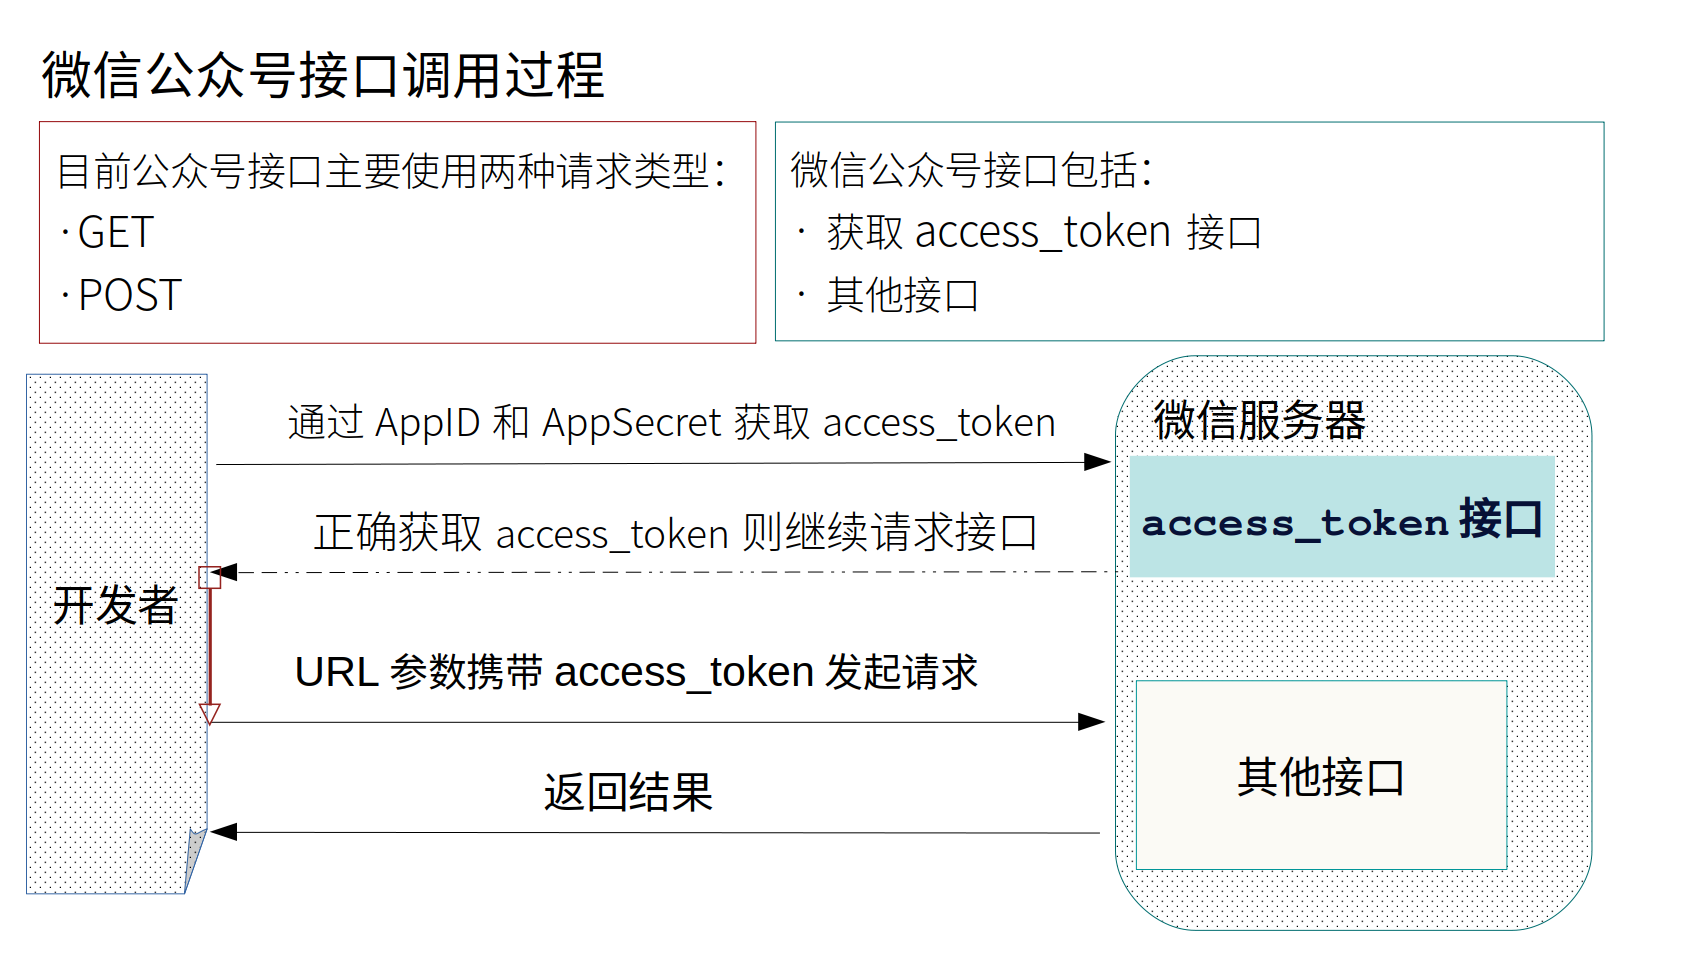 微信公众号接口调用过程
目前公众号接口主要使用两种请求类型：
·GET
·POST
微信公众号接口包括：
· 获取 access_token 接口
· 其他接口
通过 AppID 和 AppSecret 获取 access_token
微信服务器
access_token 接口
正确获取 access_token 则继续请求接口
开发者
URL 参数携带 access_token 发起请求
其他接口
返回结果